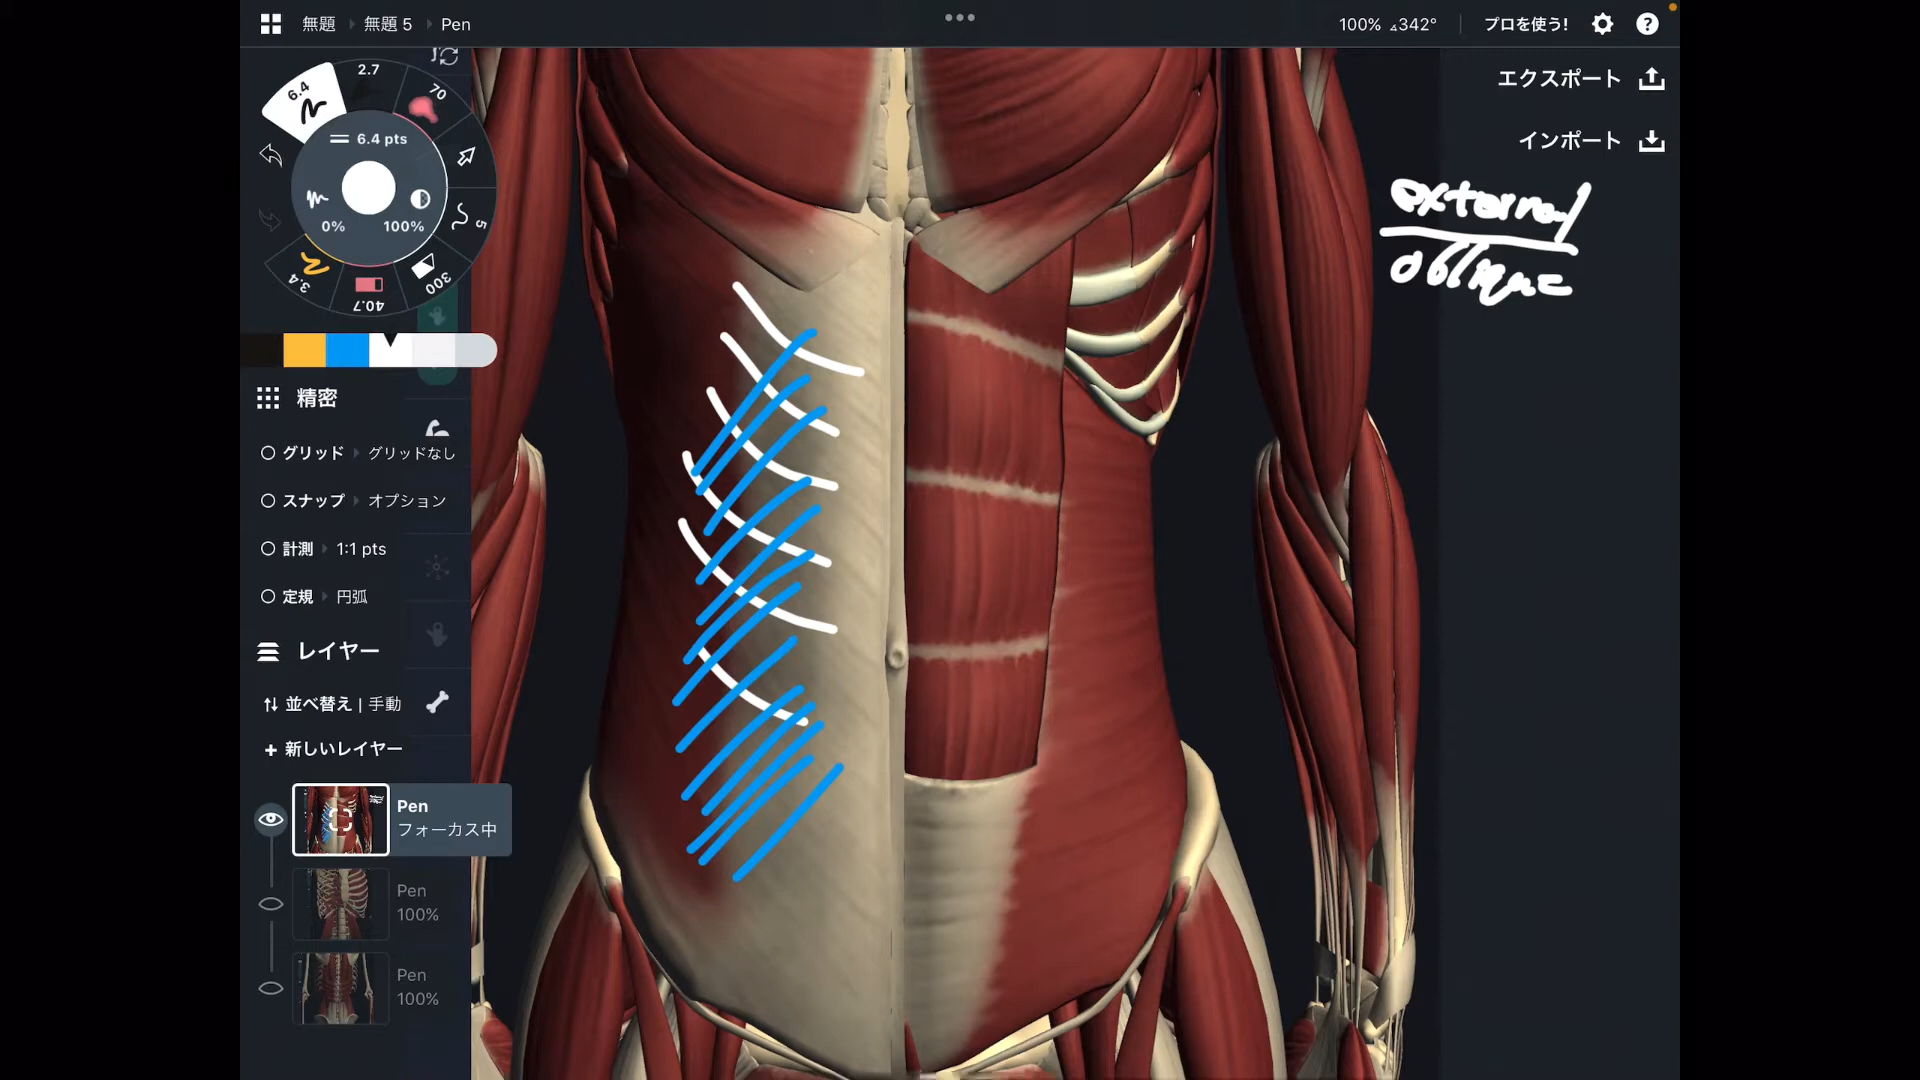 無題 無題 5 Pen
100% ⊿342° プロを使う!
エクスポート
インポート
external
oblique
2.7
6.4
70
6.4 pts
0% 100%
5
3.4
40.7
300
精密
グリッド グリッドなし
スナップ オプション
計測 1:1 pts
定規 円弧
レイヤー
並べ替え | 手動
+ 新しいレイヤー
Pen
フォーカス中
Pen
100%
Pen
100%